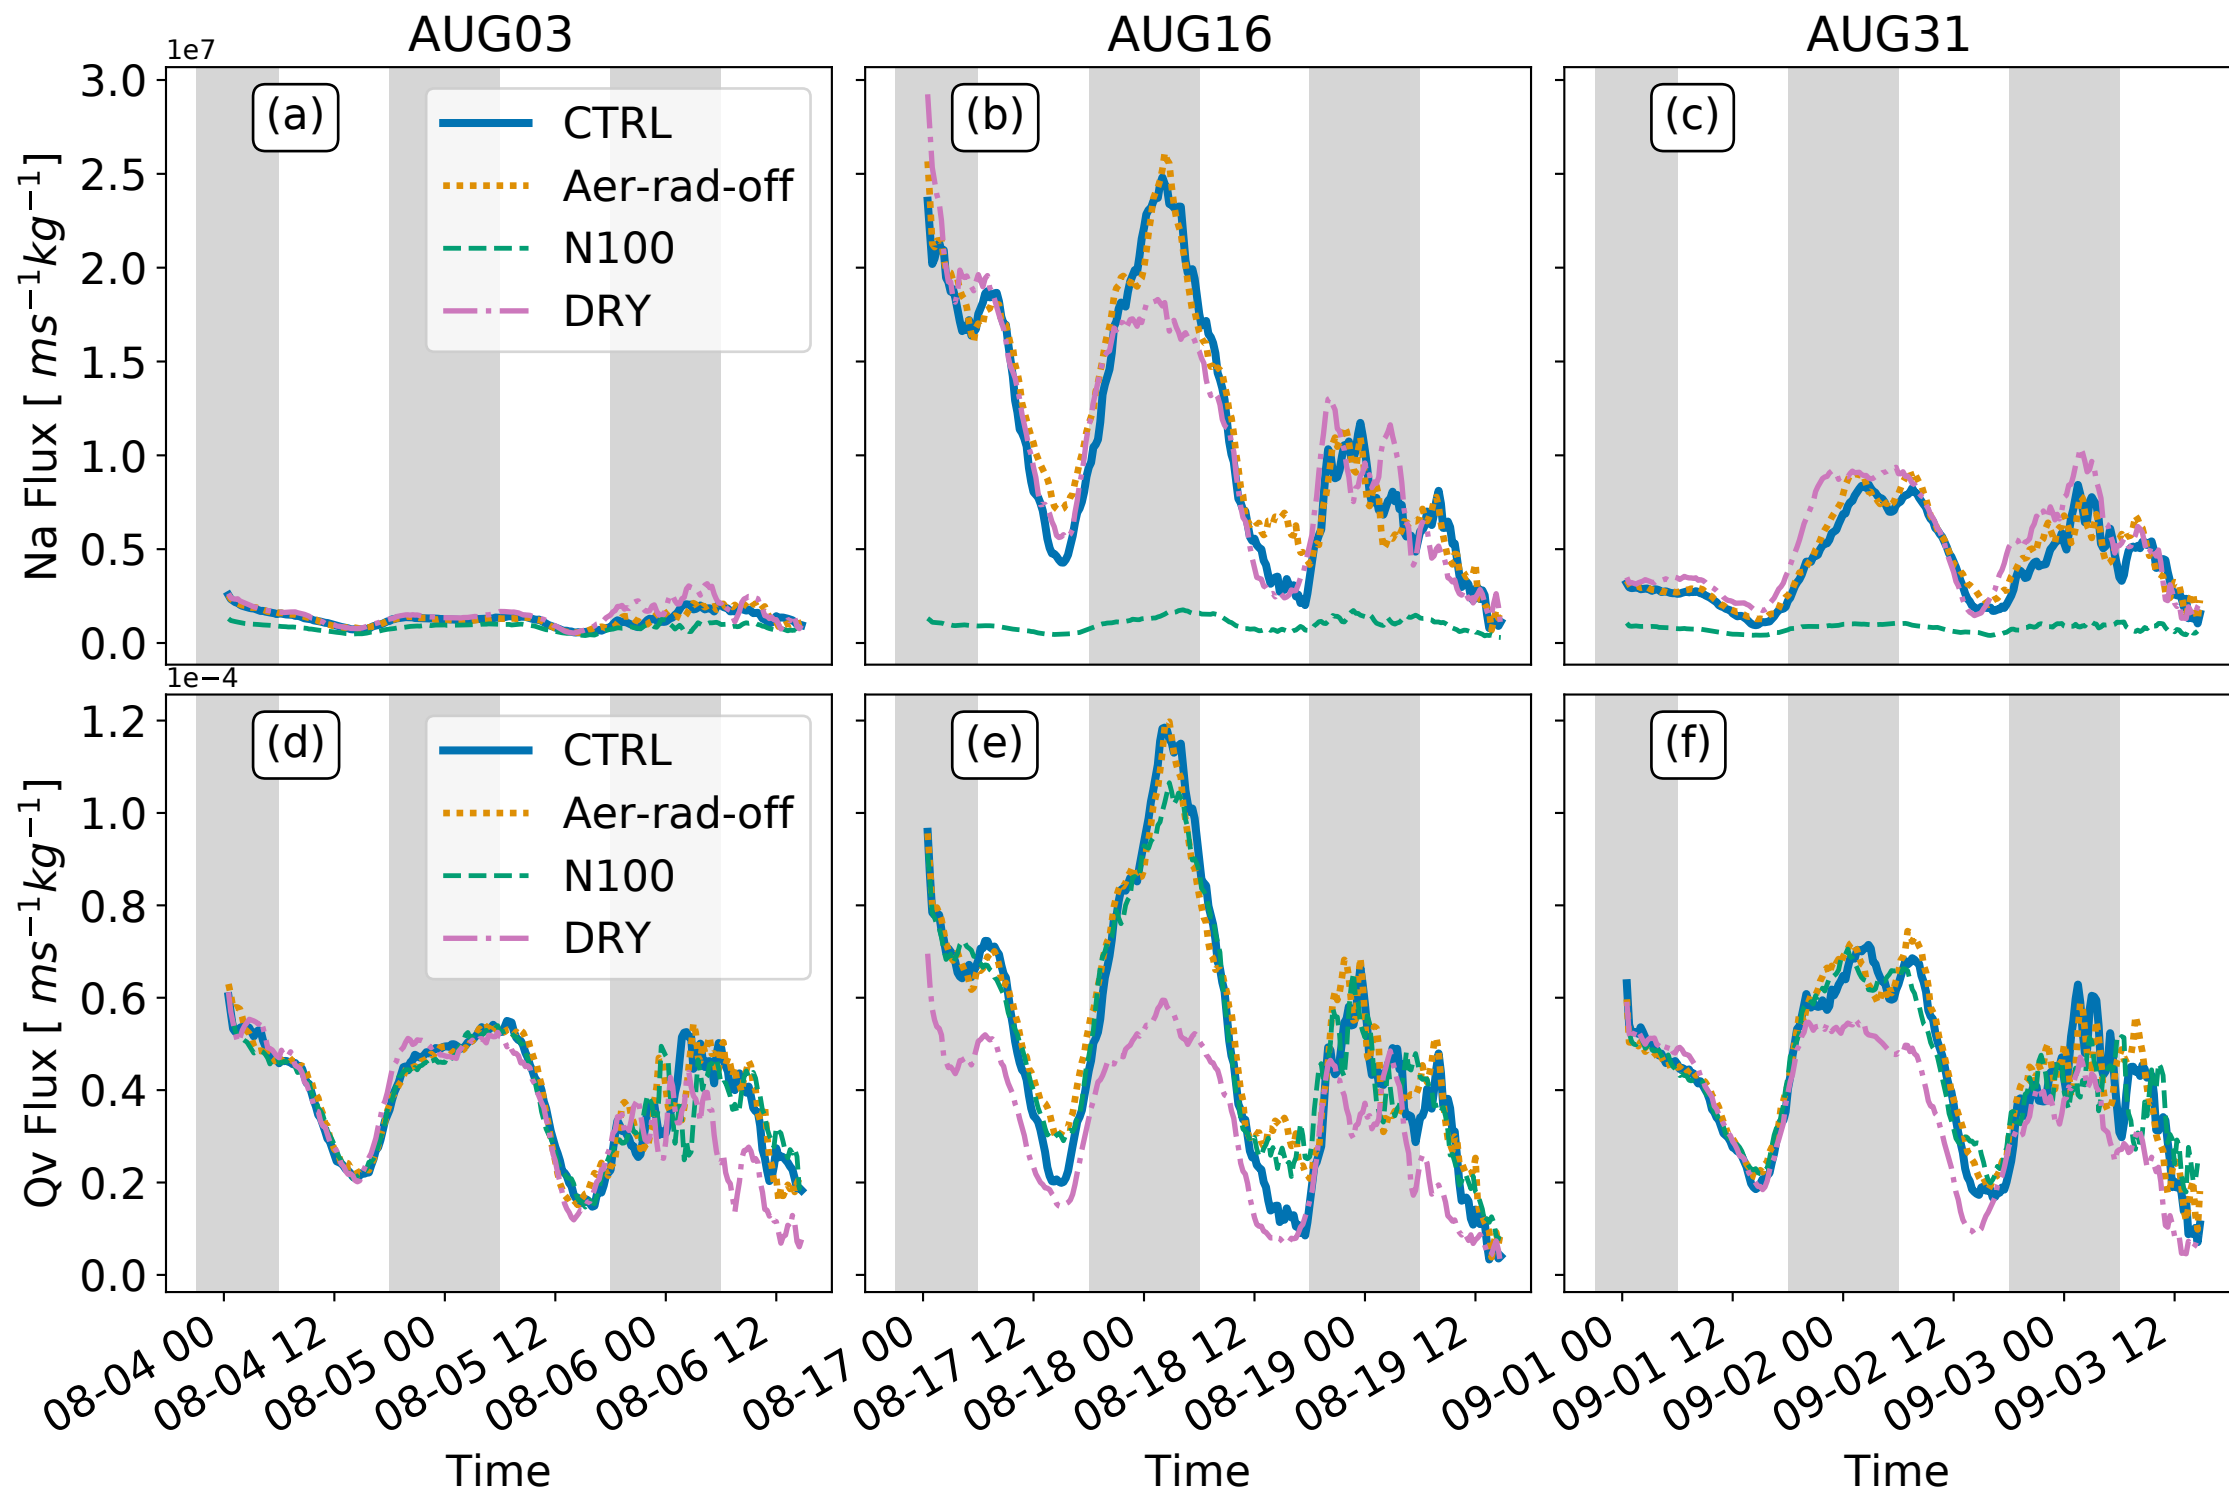 AUG03 AUG16 AUG31
1e7
(a) (b) (c)
CTRL
Aer-rad-off
N100
DRY
3.0
2.5
2.0
1.5
1.0
0.5
0.0
Na Flux [ ms⁻¹kg⁻¹]
1e−4
(d) (e) (f)
CTRL
Aer-rad-off
N100
DRY
1.2
1.0
0.8
0.6
0.4
0.2
0.0
Qv Flux [ ms⁻¹kg⁻¹]
08-04 00 08-04 12 08-05 00 08-05 12 08-06 00 08-06 12 08-17 00 08-17 12 08-18 00 08-18 12 08-19 00 08-19 12 09-01 00 09-01 12 09-02 00 09-02 12 09-03 00 09-03 12
Time Time Time